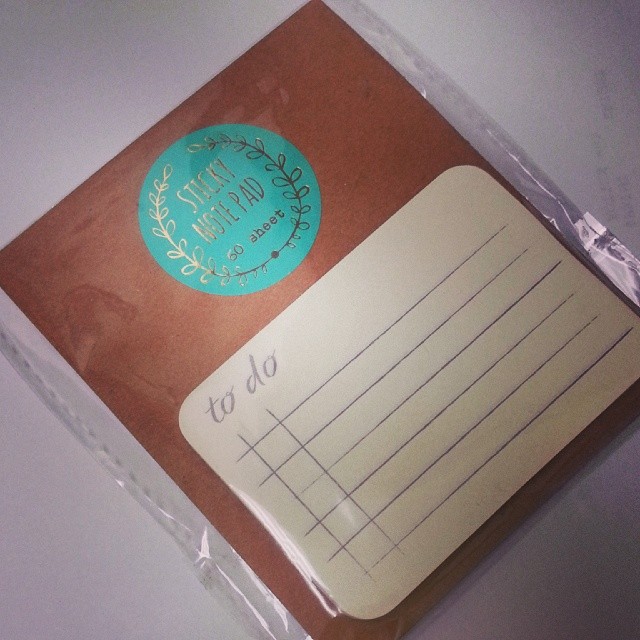 STICKY
NOTE PAD
50 sheet
to do